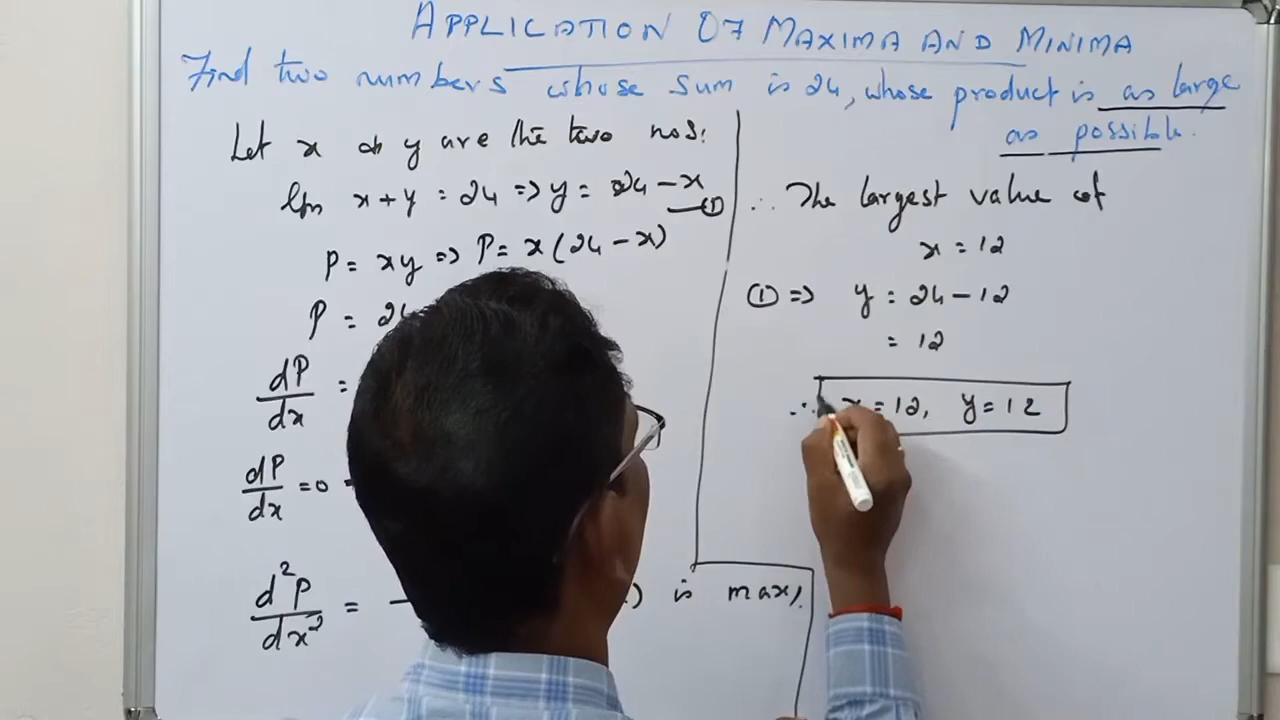 APPLICATION OF MAXIMA AND MINIMA
Find two numbers whose sum is 24, whose product is as large
as possible.
Let x & y are the two nos.
x + y = 24 => y = 24 - x
①
P = xy => P = x(24 - x)
P = 24
dP/dx =
dP/dx = 0
d²P/dx² = -
) is max,
∴ The largest value of
x = 12
① => y = 24 - 12
= 12
∴ x = 12, y = 12